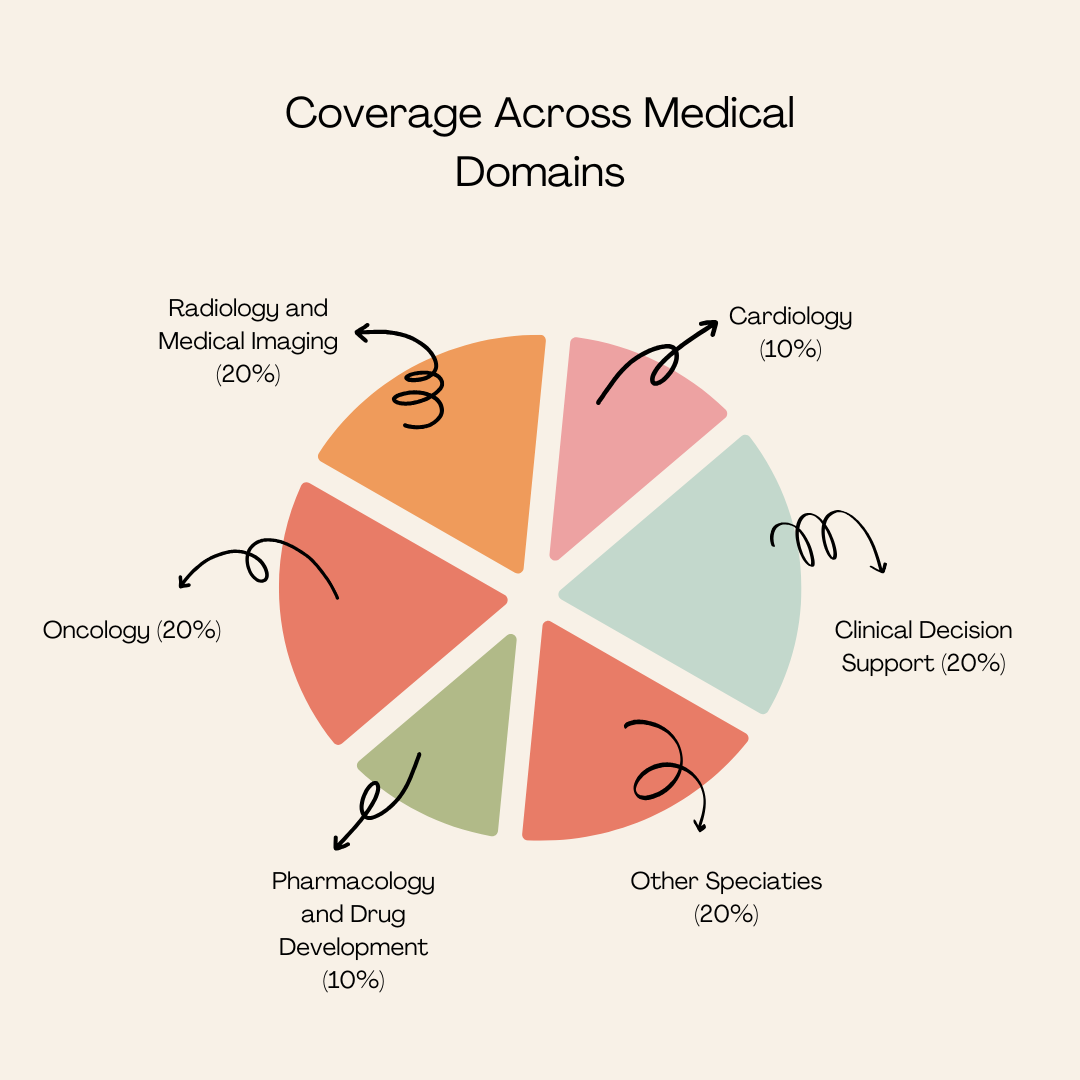 Coverage Across Medical
Domains
Radiology and
Medical Imaging
(20%)
Cardiology
(10%)
Oncology (20%)
Clinical Decision
Support (20%)
Pharmacology
and Drug
Development
(10%)
Other Speciaties
(20%)